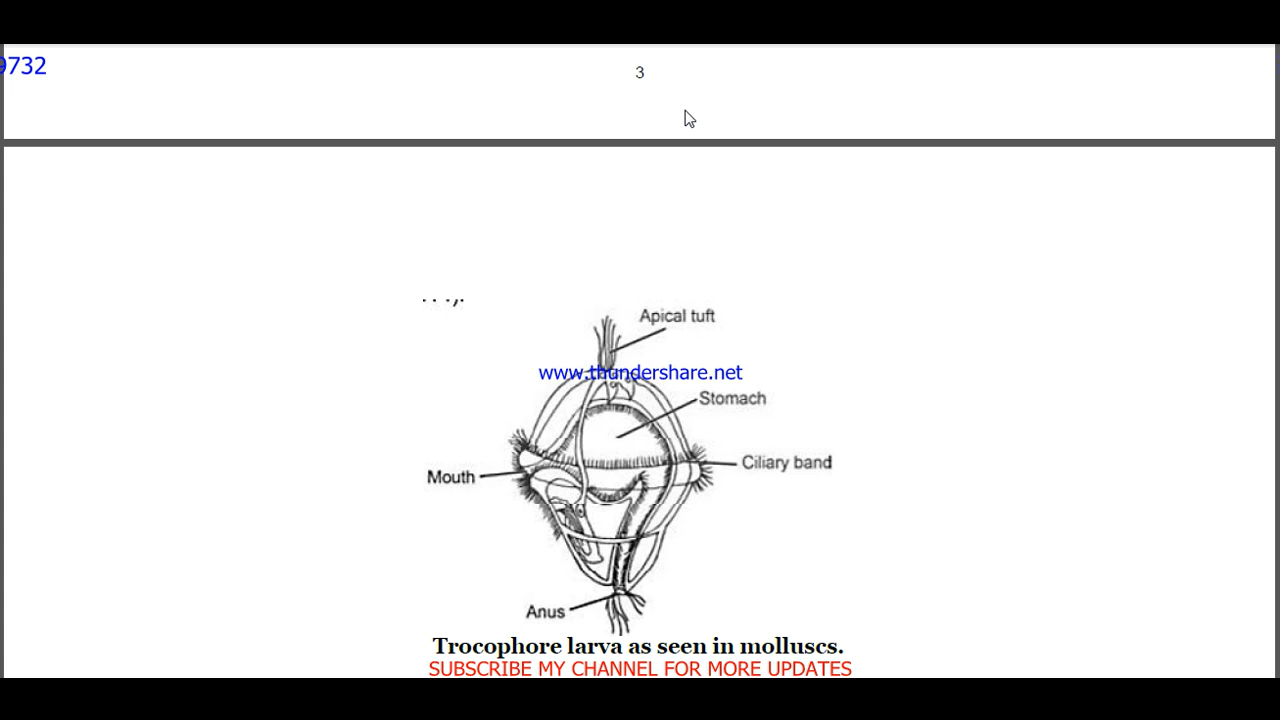 9732
3
Apical tuft
www.thundershare.net
Stomach
Ciliary band
Mouth
Anus
Trocophore larva as seen in molluscs.
SUBSCRIBE MY CHANNEL FOR MORE UPDATES